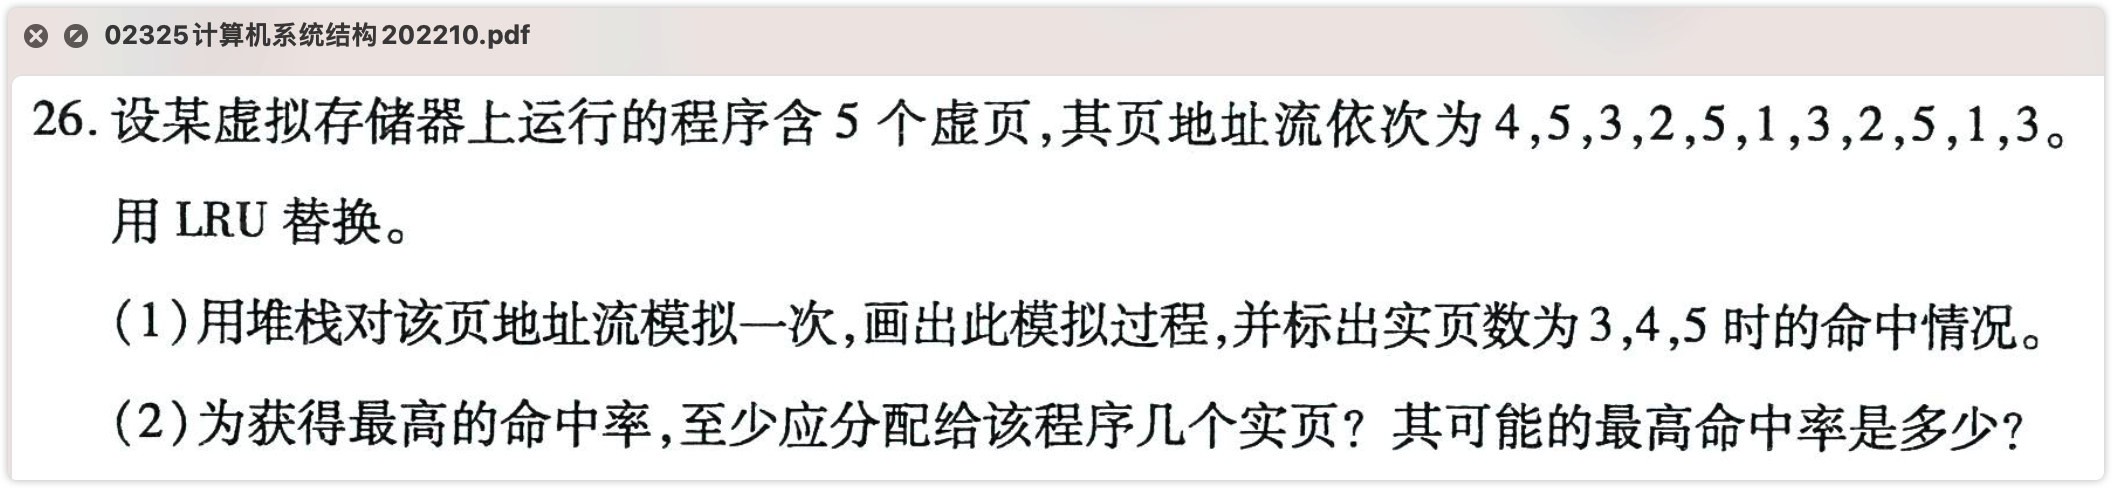 02325计算机系统结构202210.pdf
26. 设某虚拟存储器上运行的程序含 5 个虚页,其页地址流依次为 4,5,3,2,5,1,3,2,5,1,3。
用 LRU 替换。
(1)用堆栈对该页地址流模拟一次,画出此模拟过程,并标出实页数为 3,4,5 时的命中情况。
(2)为获得最高的命中率,至少应分配给该程序几个实页? 其可能的最高命中率是多少?